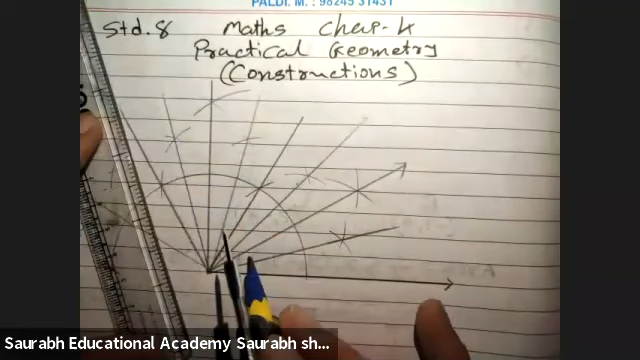 PALDI. M. : 98245 31431
Std. 8 Maths Chap-4
Practical Geometry
(Constructions)
Saurabh Educational Academy Saurabh sh...